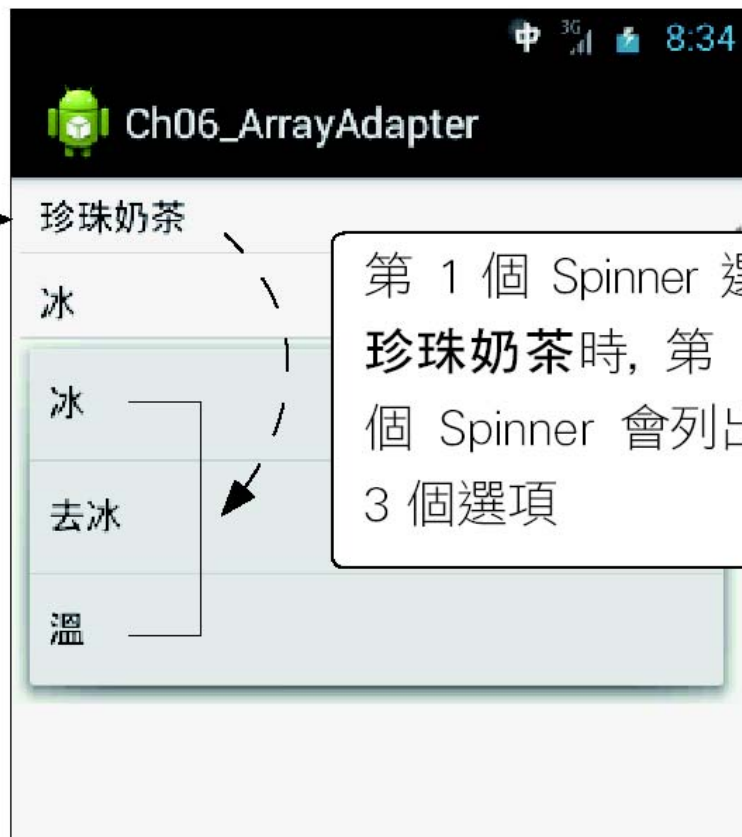 中 3G 8:34
Ch06_ArrayAdapter
珍珠奶茶
冰
冰
去冰
溫
第 1 個 Spinner
珍珠奶茶時, 第
個 Spinner 會列
3 個選項